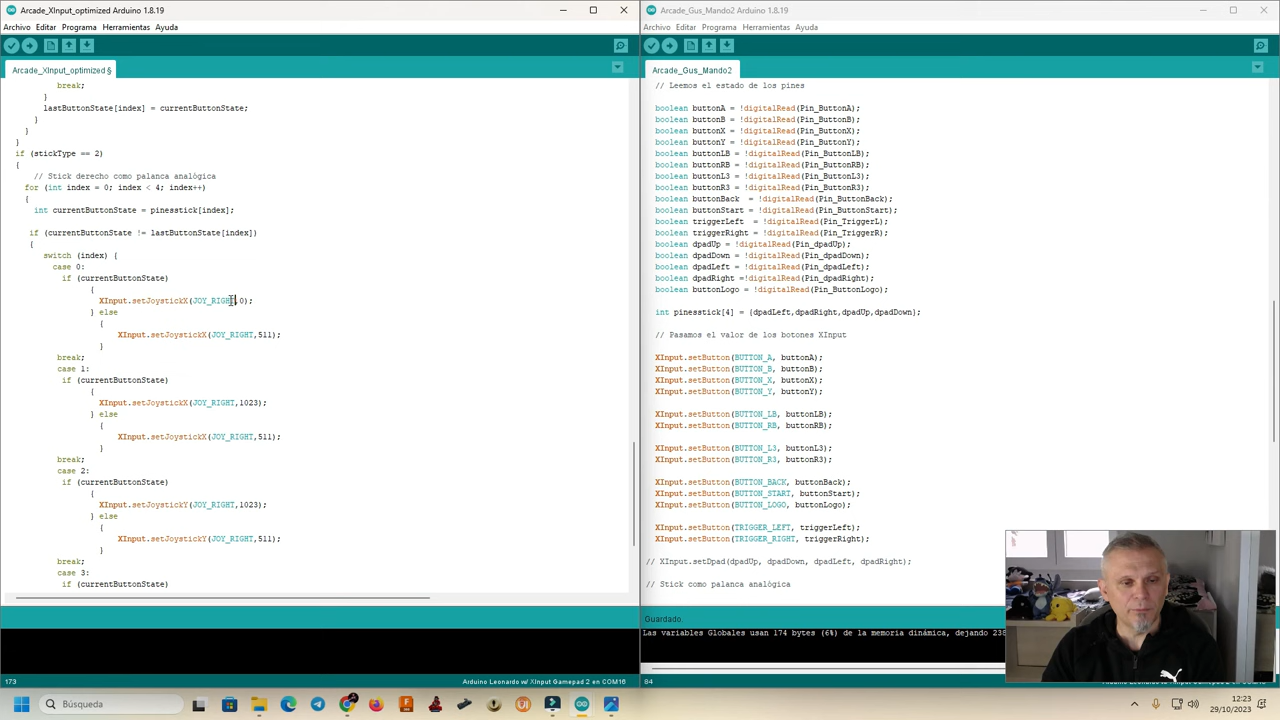 Arcade_XInput_optimized Arduino 1.8.19
Archivo Editar Programa Herramientas Ayuda
Arcade_XInput_optimized §
break;
}
lastButtonState[index] = currentButtonState;
}
}
}
if (stickType == 2)
{
//Stick derecho como palanca analógica
for (int index = 0; index < 4; index++)
{
int currentButtonState = pinesstick[index];
if (currentButtonState != lastButtonState[index])
{
switch (index) {
case 0:
if (currentButtonState)
{
XInput.setJoystickX(JOY_RIGHT,0);
} else
{
XInput.setJoystickX(JOY_RIGHT,511);
}
break;
case 1:
if (currentButtonState)
{
XInput.setJoystickX(JOY_RIGHT,1023);
} else
{
XInput.setJoystickX(JOY_RIGHT,511);
}
break;
case 2:
if (currentButtonState)
{
XInput.setJoystickY(JOY_RIGHT,1023);
} else
{
XInput.setJoystickY(JOY_RIGHT,511);
}
break;
case 3:
if (currentButtonState)
173
Arduino Leonardo w/ XInput Gamepad 2 en COM16
Arcade_Gus_Mando2 Arduino 1.8.19
Archivo Editar Programa Herramientas Ayuda
Arcade_Gus_Mando2
// Leemos el estado de los pines
boolean buttonA = !digitalRead(Pin_ButtonA);
boolean buttonB = !digitalRead(Pin_ButtonB);
boolean buttonX = !digitalRead(Pin_ButtonX);
boolean buttonY = !digitalRead(Pin_ButtonY);
boolean buttonLB = !digitalRead(Pin_ButtonLB);
boolean buttonRB = !digitalRead(Pin_ButtonRB);
boolean buttonL3 = !digitalRead(Pin_ButtonL3);
boolean buttonR3 = !digitalRead(Pin_ButtonR3);
boolean buttonBack = !digitalRead(Pin_ButtonBack);
boolean buttonStart = !digitalRead(Pin_ButtonStart);
boolean triggerLeft = !digitalRead(Pin_TriggerL);
boolean triggerRight = !digitalRead(Pin_TriggerR);
boolean dpadUp = !digitalRead(Pin_dpadUp);
boolean dpadDown = !digitalRead(Pin_dpadDown);
boolean dpadLeft = !digitalRead(Pin_dpadLeft);
boolean dpadRight =!digitalRead(Pin_dpadRight);
boolean buttonLogo = !digitalRead(Pin_ButtonLogo);
int pinesstick[4] = {dpadLeft,dpadRight,dpadUp,dpadDown};
// Pasamos el valor de los botones XInput
XInput.setButton(BUTTON_A, buttonA);
XInput.setButton(BUTTON_B, buttonB);
XInput.setButton(BUTTON_X, buttonX);
XInput.setButton(BUTTON_Y, buttonY);
XInput.setButton(BUTTON_LB, buttonLB);
XInput.setButton(BUTTON_RB, buttonRB);
XInput.setButton(BUTTON_L3, buttonL3);
XInput.setButton(BUTTON_R3, buttonR3);
XInput.setButton(BUTTON_BACK, buttonBack);
XInput.setButton(BUTTON_START, buttonStart);
XInput.setButton(BUTTON_LOGO, buttonLogo);
XInput.setButton(TRIGGER_LEFT, triggerLeft);
XInput.setButton(TRIGGER_RIGHT, triggerRight);
// XInput.setDpad(dpadUp, dpadDown, dpadLeft, dpadRight);
// Stick como palanca analógica
Guardado.
Las variables Globales usan 174 bytes (6%) de la memoria dinámica, dejando 238
84
Búsqueda
12:23
29/10/2023